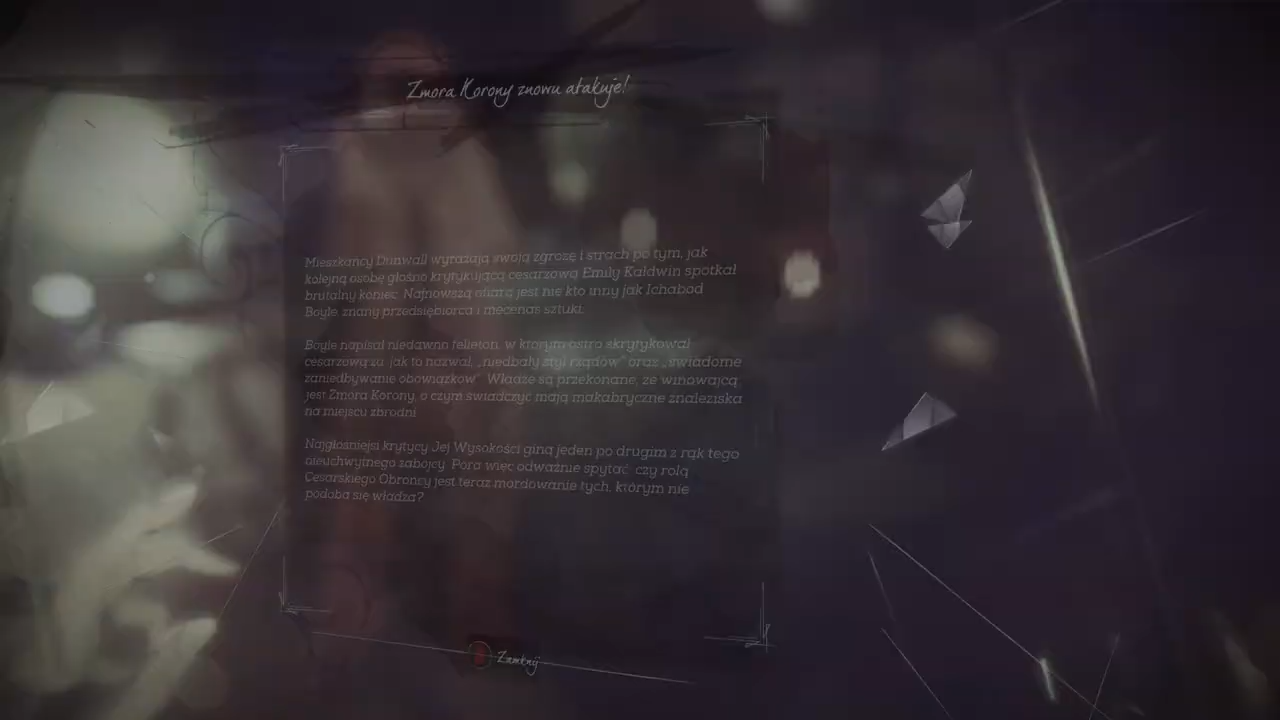 Zmora Korony znowu atakuje!
Mieszkańcy Dunwall wyrażają swoją zgrozę i strach po tym, jak
kolejną osobę głośno krytykującą cesarzową Emily Kaldwin spotkał
brutalny koniec. Najnowszą ofiarą jest nie kto inny jak Ichabod
Boyle, znany przedsiębiorca i mecenas sztuki.
Boyle napisał niedawno felieton, w którym ostro skrytykował
cesarzową za, jak to nazwał, „niedbały styl rządów” oraz „świadome
zaniedbywanie obowiązków”. Władze są przekonane, że winowajcą
jest Zmora Korony, o czym świadczyć mają makabryczne znaleziska
na miejscu zbrodni.
Najgłośniejsi krytycy Jej Wysokości giną jeden po drugim z rąk tego
nieuchwytnego zabójcy. Pora więc odważnie spytać: czy rolą
Cesarskiego Obrońcy jest teraz mordowanie tych, którym nie
podoba się władza?
Zamknij